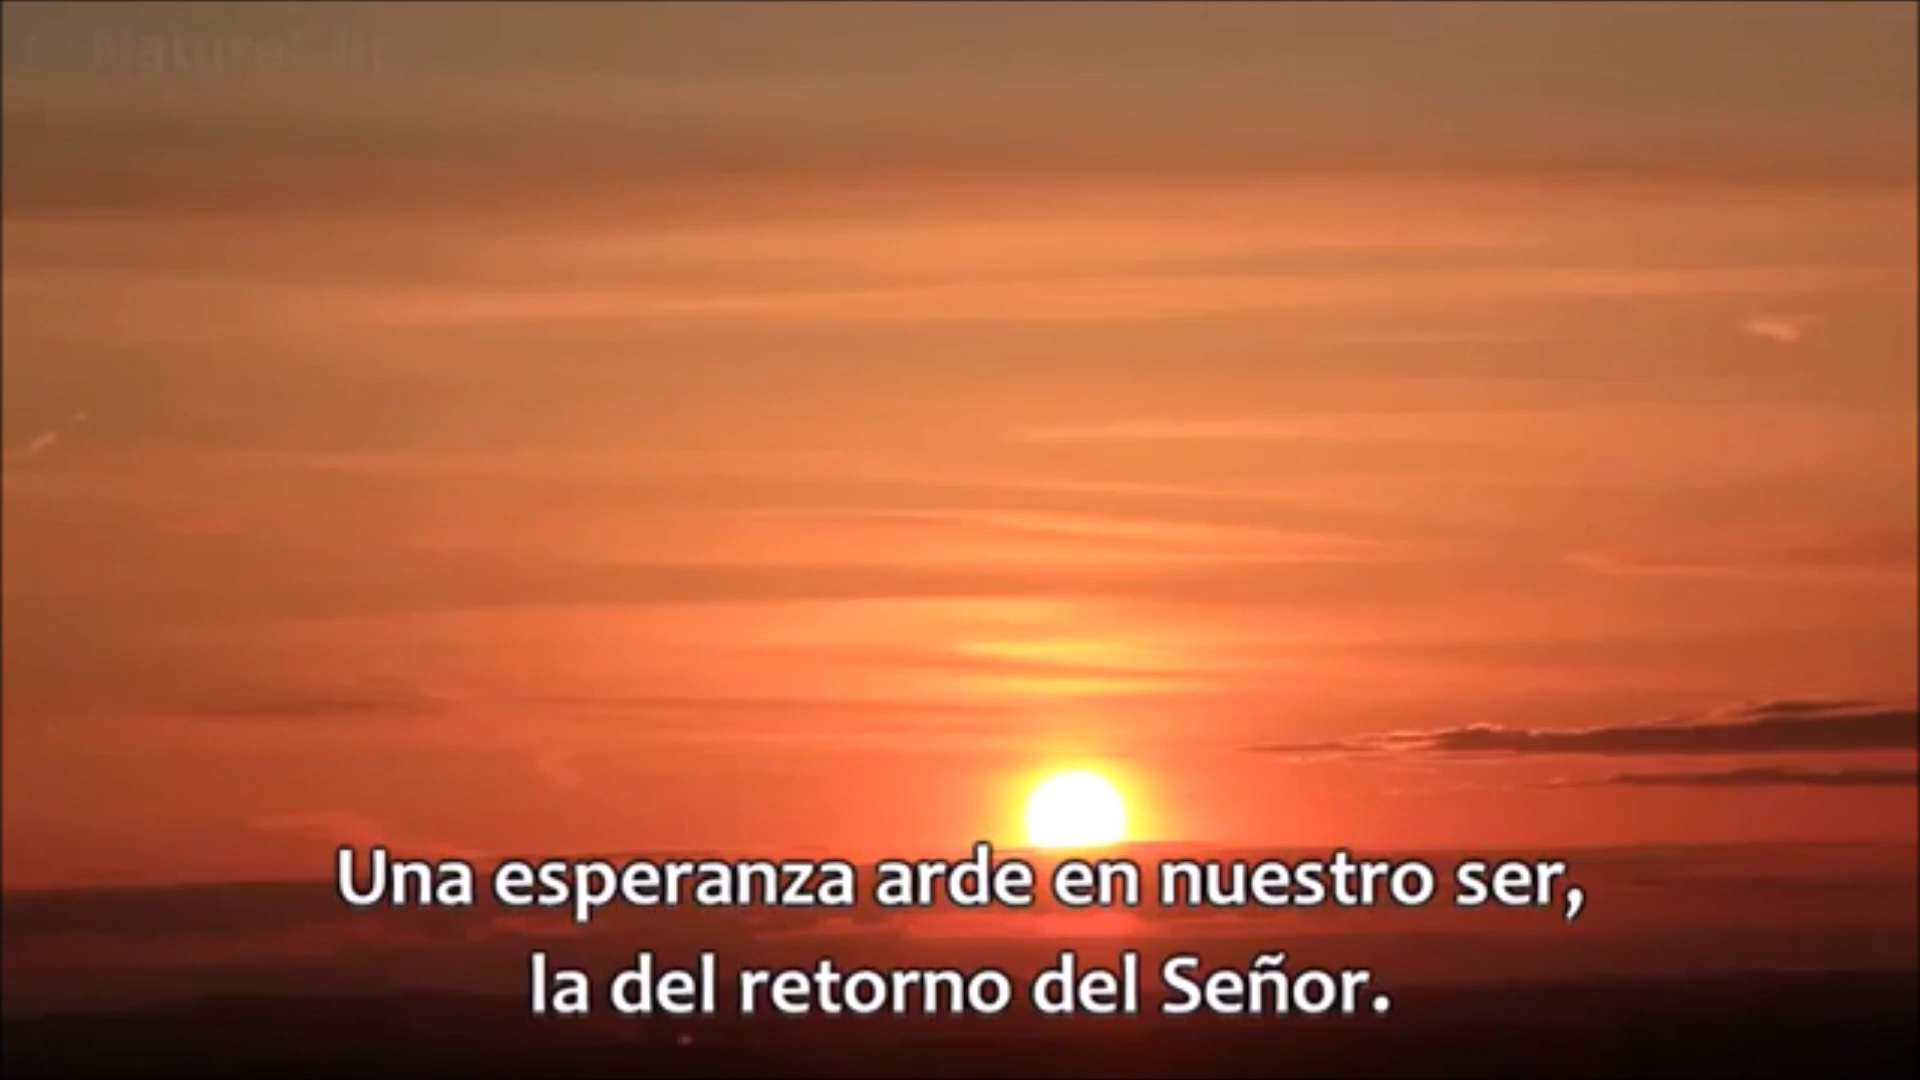 Una esperanza arde en nuestro ser,
la del retorno del Señor.